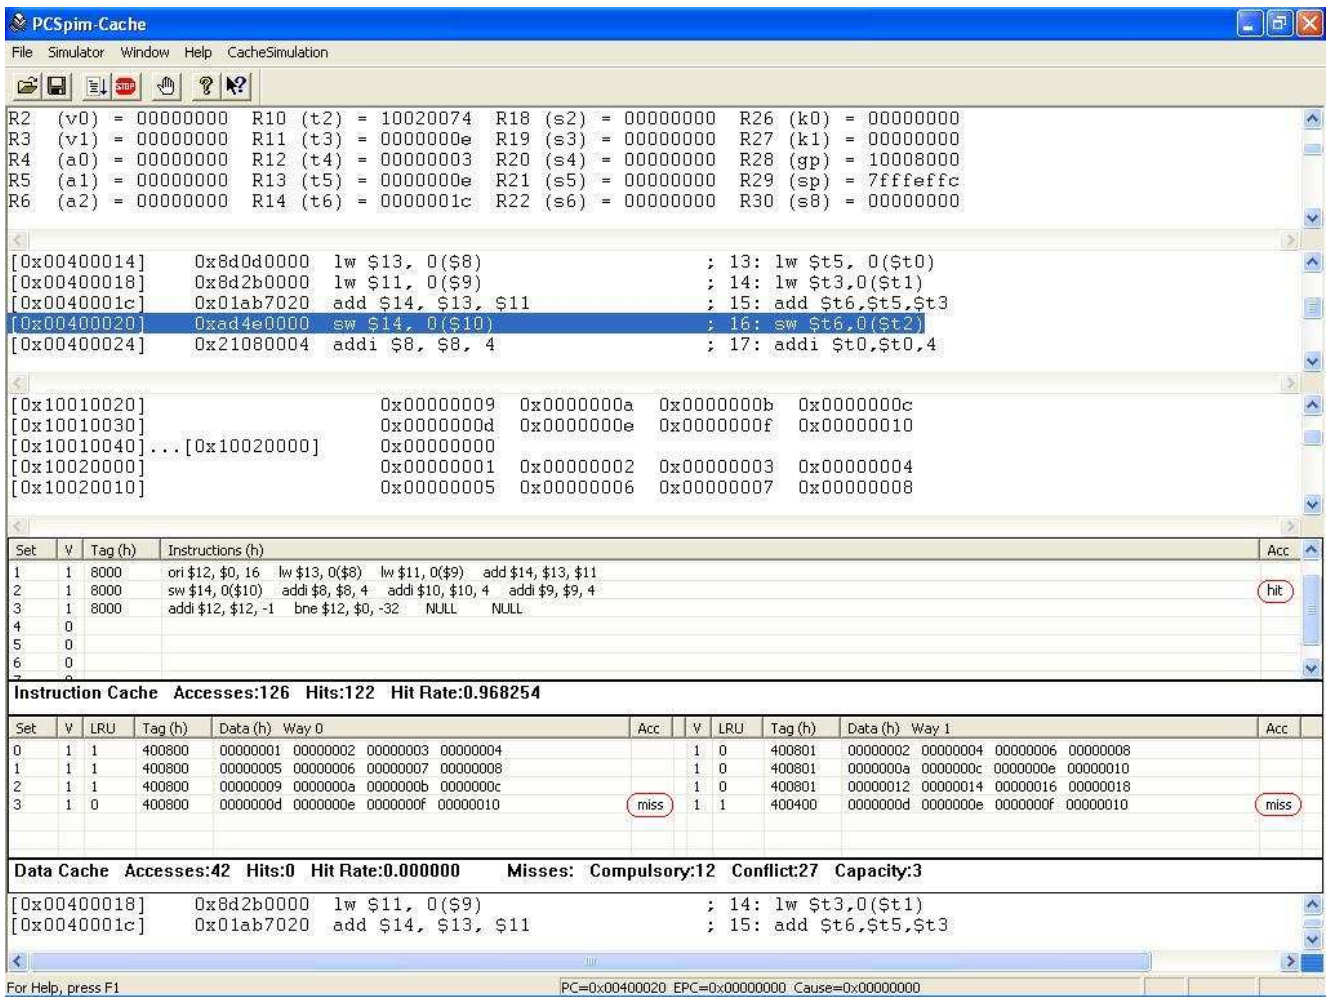 PCSpim-Cache
File Simulator Window Help CacheSimulation
STOP
R2 (v0) = 00000000 R10 (t2) = 10020074 R18 (s2) = 00000000 R26 (k0) = 00000000
R3 (v1) = 00000000 R11 (t3) = 0000000e R19 (s3) = 00000000 R27 (k1) = 00000000
R4 (a0) = 00000000 R12 (t4) = 00000003 R20 (s4) = 00000000 R28 (gp) = 10008000
R5 (a1) = 00000000 R13 (t5) = 0000000e R21 (s5) = 00000000 R29 (sp) = 7fffeffc
R6 (a2) = 00000000 R14 (t6) = 0000001c R22 (s6) = 00000000 R30 (s8) = 00000000
[0x00400014] 0x8d0d0000 lw $13, 0($8) ; 13: lw $t5, 0($t0)
[0x00400018] 0x8d2b0000 lw $11, 0($9) ; 14: lw $t3,0($t1)
[0x0040001c] 0x01ab7020 add $14, $13, $11 ; 15: add $t6,$t5,$t3
[0x00400020] 0xad4e0000 sw $14, 0($10) ; 16: sw $t6,0($t2)
[0x00400024] 0x21080004 addi $8, $8, 4 ; 17: addi $t0,$t0,4
[0x10010020] 0x00000009 0x0000000a 0x0000000b 0x0000000c
[0x10010030] 0x0000000d 0x0000000e 0x0000000f 0x00000010
[0x10010040]...[0x10020000] 0x00000000
[0x10020000] 0x00000001 0x00000002 0x00000003 0x00000004
[0x10020010] 0x00000005 0x00000006 0x00000007 0x00000008
Set V Tag (h) Instructions (h) Acc
1 1 8000 ori $12, $0, 16 lw $13, 0($8) lw $11, 0($9) add $14, $13, $11
2 1 8000 sw $14, 0($10) addi $8, $8, 4 addi $10, $10, 4 addi $9, $9, 4 hit
3 1 8000 addi $12, $12, -1 bne $12, $0, -32 NULL NULL
4 0
5 0
6 0
Instruction Cache Accesses:126 Hits:122 Hit Rate:0.968254
Set V LRU Tag (h) Data (h) Way 0 Acc V LRU Tag (h) Data (h) Way 1 Acc
0 1 1 400800 00000001 00000002 00000003 00000004 1 0 400801 00000002 00000004 00000006 00000008
1 1 1 400800 00000005 00000006 00000007 00000008 1 0 400801 0000000a 0000000c 0000000e 00000010
2 1 1 400800 00000009 0000000a 0000000b 0000000c 1 0 400801 00000012 00000014 00000016 00000018
3 1 0 400800 0000000d 0000000e 0000000f 00000010 miss 1 1 400400 0000000d 0000000e 0000000f 00000010 miss
Data Cache Accesses:42 Hits:0 Hit Rate:0.000000 Misses: Compulsory:12 Conflict:27 Capacity:3
[0x00400018] 0x8d2b0000 lw $11, 0($9) ; 14: lw $t3,0($t1)
[0x0040001c] 0x01ab7020 add $14, $13, $11 ; 15: add $t6,$t5,$t3
For Help, press F1 PC=0x00400020 EPC=0x00000000 Cause=0x00000000